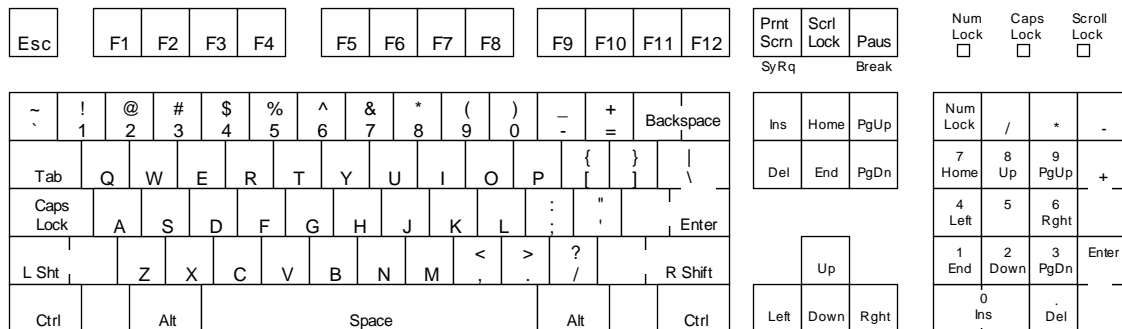 Esc F1 F2 F3 F4 F5 F6 F7 F8 F9 F10 F11 F12 Prnt Scrn Scrl Lock Paus Num Lock Caps Lock Scroll Lock
SyRq Break
~ ! @ # $ % ^ & * ( ) _ +
` 1 2 3 4 5 6 7 8 9 0 - = Backspace Ins Home PgUp Num Lock / * -
{ } |
Tab Q W E R T Y U I O P [ ] \ Del End PgDn 7 Home 8 Up 9 PgUp +
: "
Caps Lock A S D F G H J K L ; ' Enter 4 Left 5 6 Rght
< > ?
L Sht Z X C V B N M , . / R Shift Up 1 End 2 Down 3 PgDn Enter
Ctrl Alt Space Alt Ctrl Left Down Rght 0 Ins . Del